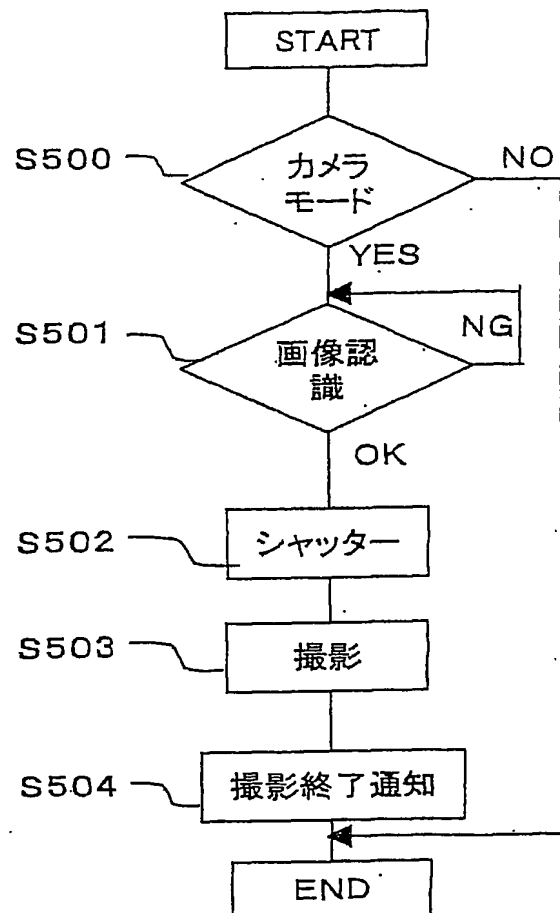 START
S500
カメラ
モード
NO
YES
S501
画像認
識
NG
OK
S502
シャッター
S503
撮影
S504
撮影終了通知
END